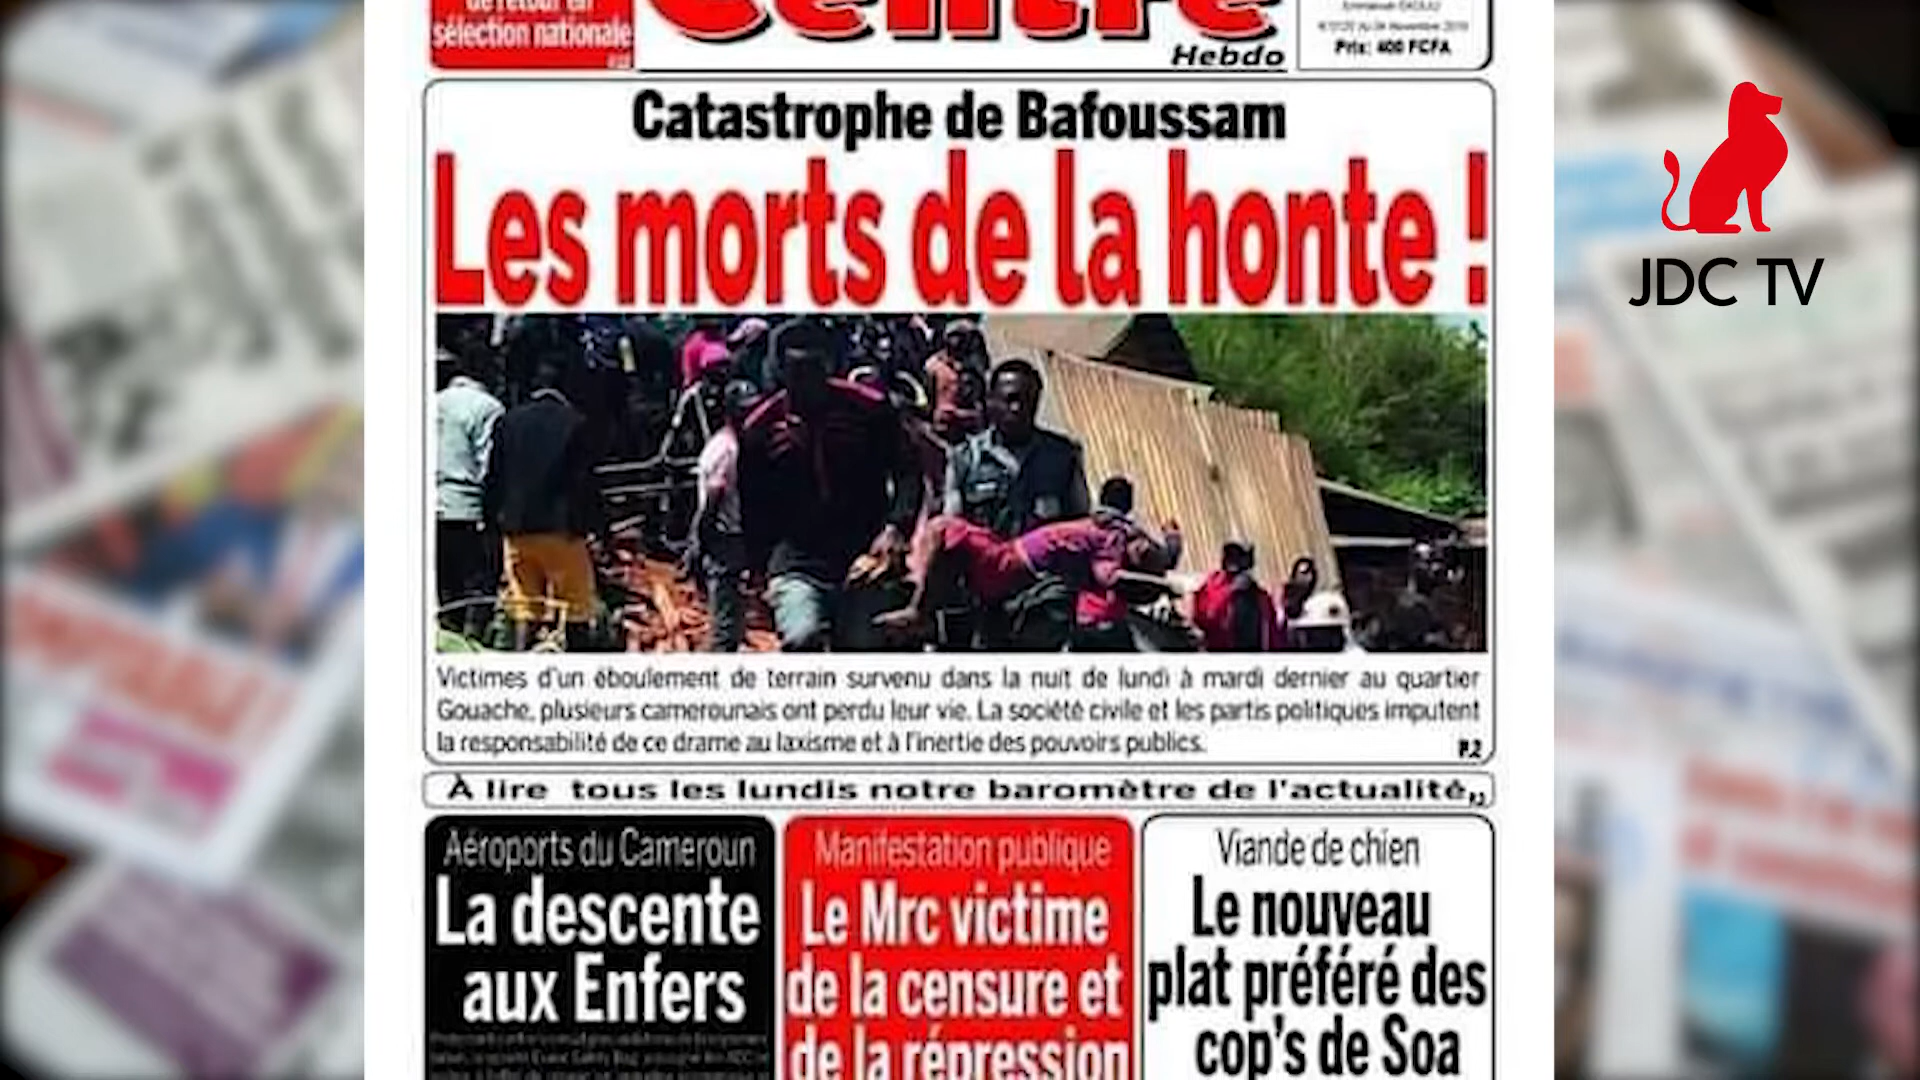 de retour en
sélection nationale
Centre
Hebdo
Prix: 400 FCFA
Catastrophe de Bafoussam
Les morts de la honte !
JDC TV
Victimes d'un éboulement de terrain survenu dans la nuit de lundi à mardi dernier au quartier
Gouache, plusieurs camerounais ont perdu leur vie. La société civile et les partis politiques imputent
la responsabilité de ce drame au laxisme et à l'inertie des pouvoirs publics.
P.2
À lire tous les lundis notre baromètre de l'actualité
Aéroports du Cameroun
La descente
aux Enfers
Manifestation publique
Le Mrc victime
de la censure et
de la répression
Viande de chien
Le nouveau
plat préféré des
cop's de Soa